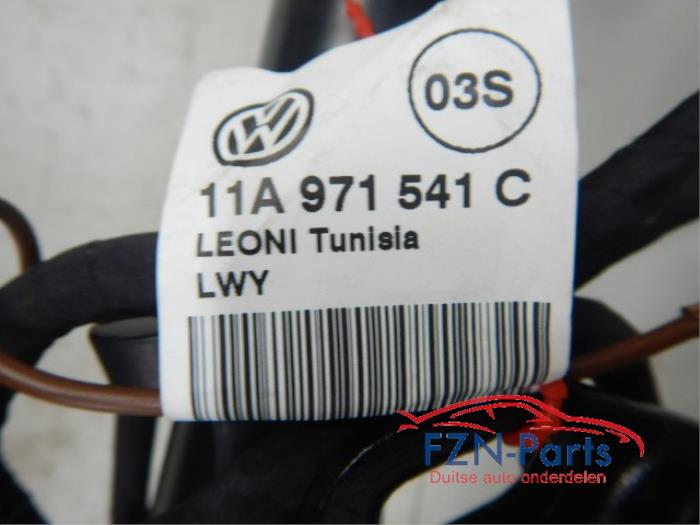 03S
11A 971 541 C
LEONI Tunisia
LWY
FZN-Parts
Duitse auto onderdelen